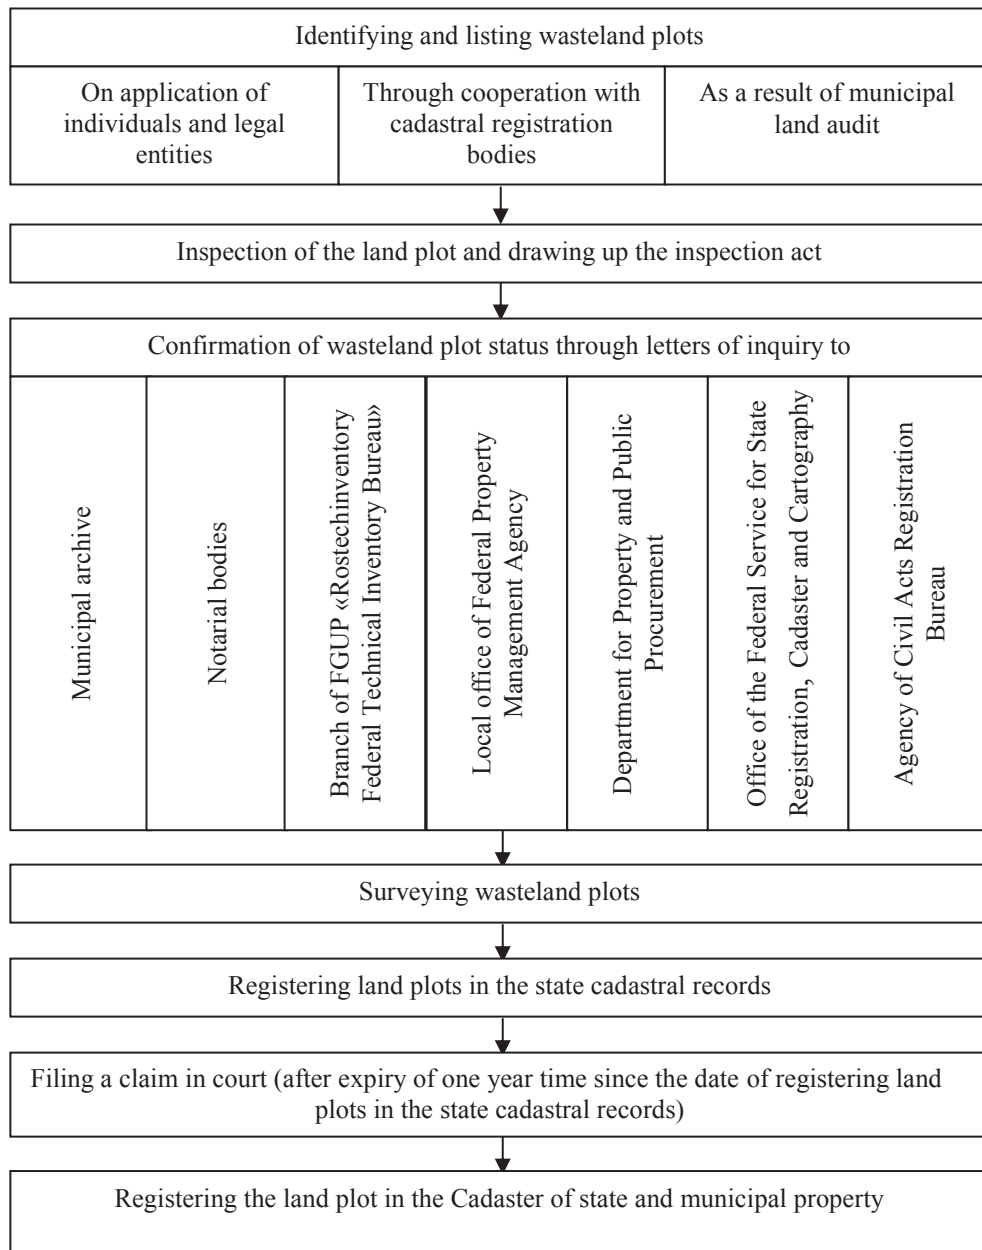 Identifying and listing wasteland plots
On application of
individuals and legal
entities
Through cooperation with
cadastral registration
bodies
As a result of municipal
land audit
Inspection of the land plot and drawing up the inspection act
Confirmation of wasteland plot status through letters of inquiry to
Municipal archive
Notarial bodies
Branch of FGUP «Rostechinventory
Federal Technical Inventory Bureau»
Local office of Federal Property
Management Agency
Department for Property and Public
Procurement
Office of the Federal Service for State
Registration, Cadaster and Cartography
Agency of Civil Acts Registration
Bureau
Surveying wasteland plots
Registering land plots in the state cadastral records
Filing a claim in court (after expiry of one year time since the date of registering land
plots in the state cadastral records)
Registering the land plot in the Cadaster of state and municipal property